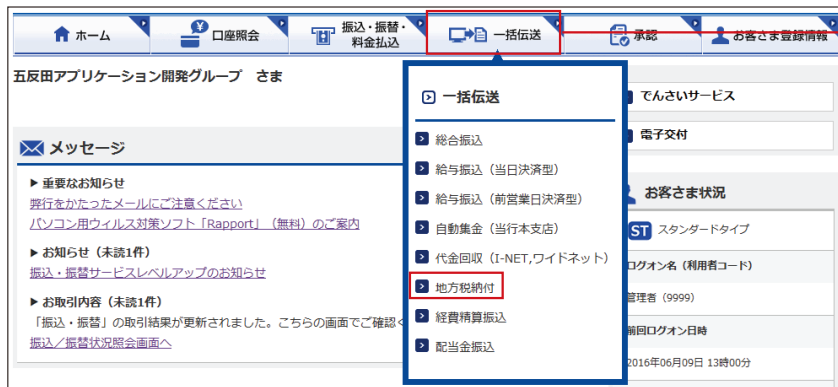 ホーム
口座照会
振込・振替・
料金払込
一括伝送
承認
お客さま登録情報
五反田アプリケーション開発グループ さま
メッセージ
▶ 重要なお知らせ
弊行をかたったメールにご注意ください
パソコン用ウィルス対策ソフト「Rapport」（無料）のご案内
▶ お知らせ（未読1件）
振込・振替サービスレベルアップのお知らせ
▶ お取引内容（未読1件）
「振込・振替」の取引結果が更新されました。こちらの画面でご確認く
振込／振替状況照会画面へ
一括伝送
総合振込
給与振込（当日決済型）
給与振込（前営業日決済型）
自動集金（当行本支店）
代金回収（I-NET,ワイドネット）
地方税納付
経費精算振込
配当金振込
でんさいサービス
電子交付
お客さま状況
ST スタンダードタイプ
ログオン名（利用者コード）
管理者（9999）
前回ログオン日時
2016年06月09日 13時00分